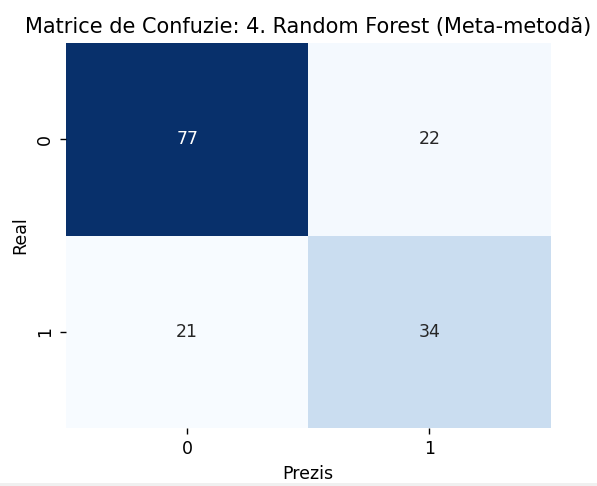 Matrice de Confuzie: 4. Random Forest (Meta-metodă)
0
77
22
Real
1
21
34
0
1
Prezis